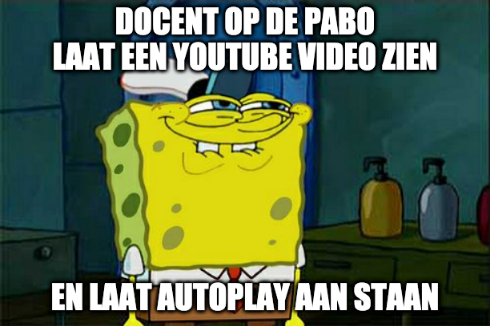 DOCENT OP DE PABO
LAAT EEN YOUTUBE VIDEO ZIEN
EN LAAT AUTOPLAY AAN STAAN